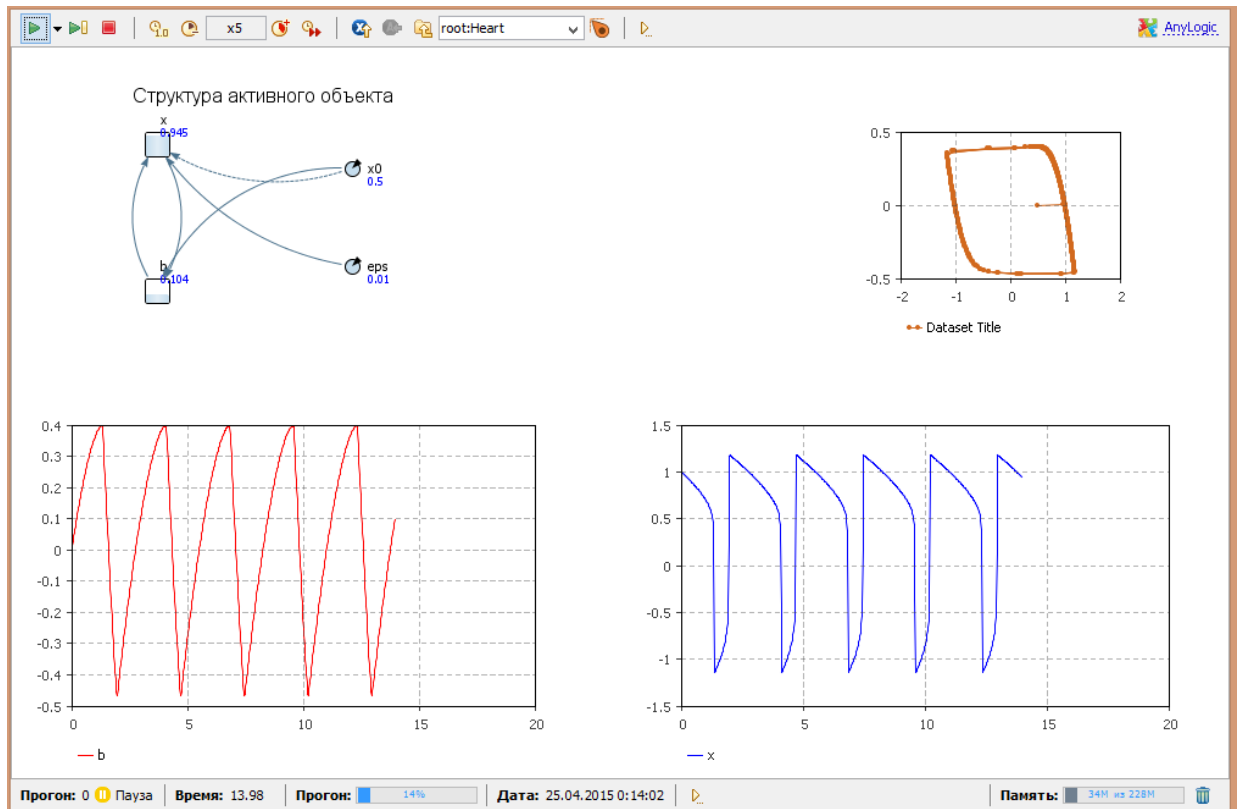 x5 root:Heart AnyLogic
Структура активного объекта
x
0.945
x0
0.5
b
0.104
eps
0.01
0.5
0
-0.5
-2 -1 0 1 2
Dataset Title
0.4
0.3
0.2
0.1
0
-0.1
-0.2
-0.3
-0.4
-0.5
0 5 10 15 20
b
1.5
1
0.5
0
-0.5
-1
-1.5
0 5 10 15 20
x
Прогон: 0 Пауза Время: 13.98 Прогон: 14% Дата: 25.04.2015 0:14:02 Память: 34M из 228M